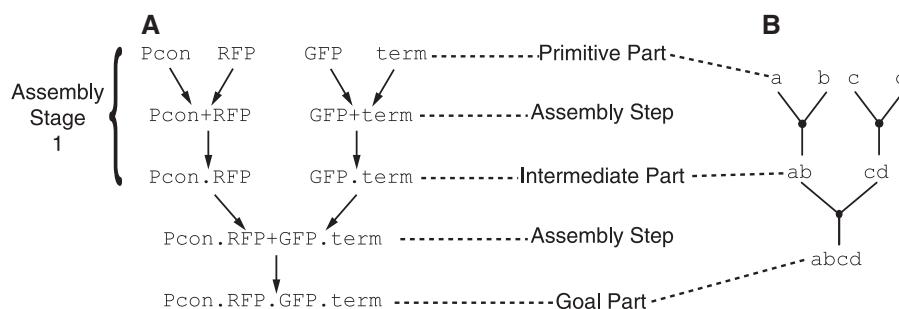 A B
Pcon RFP GFP term Primitive Part a b c
Assembly Stage 1
Pcon+RFP GFP+term Assembly Step
Pcon.RFP GFP.term Intermediate Part ab cd
Pcon.RFP+GFP.term Assembly Step
abcd
Pcon.RFP.GFP.term Goal Part